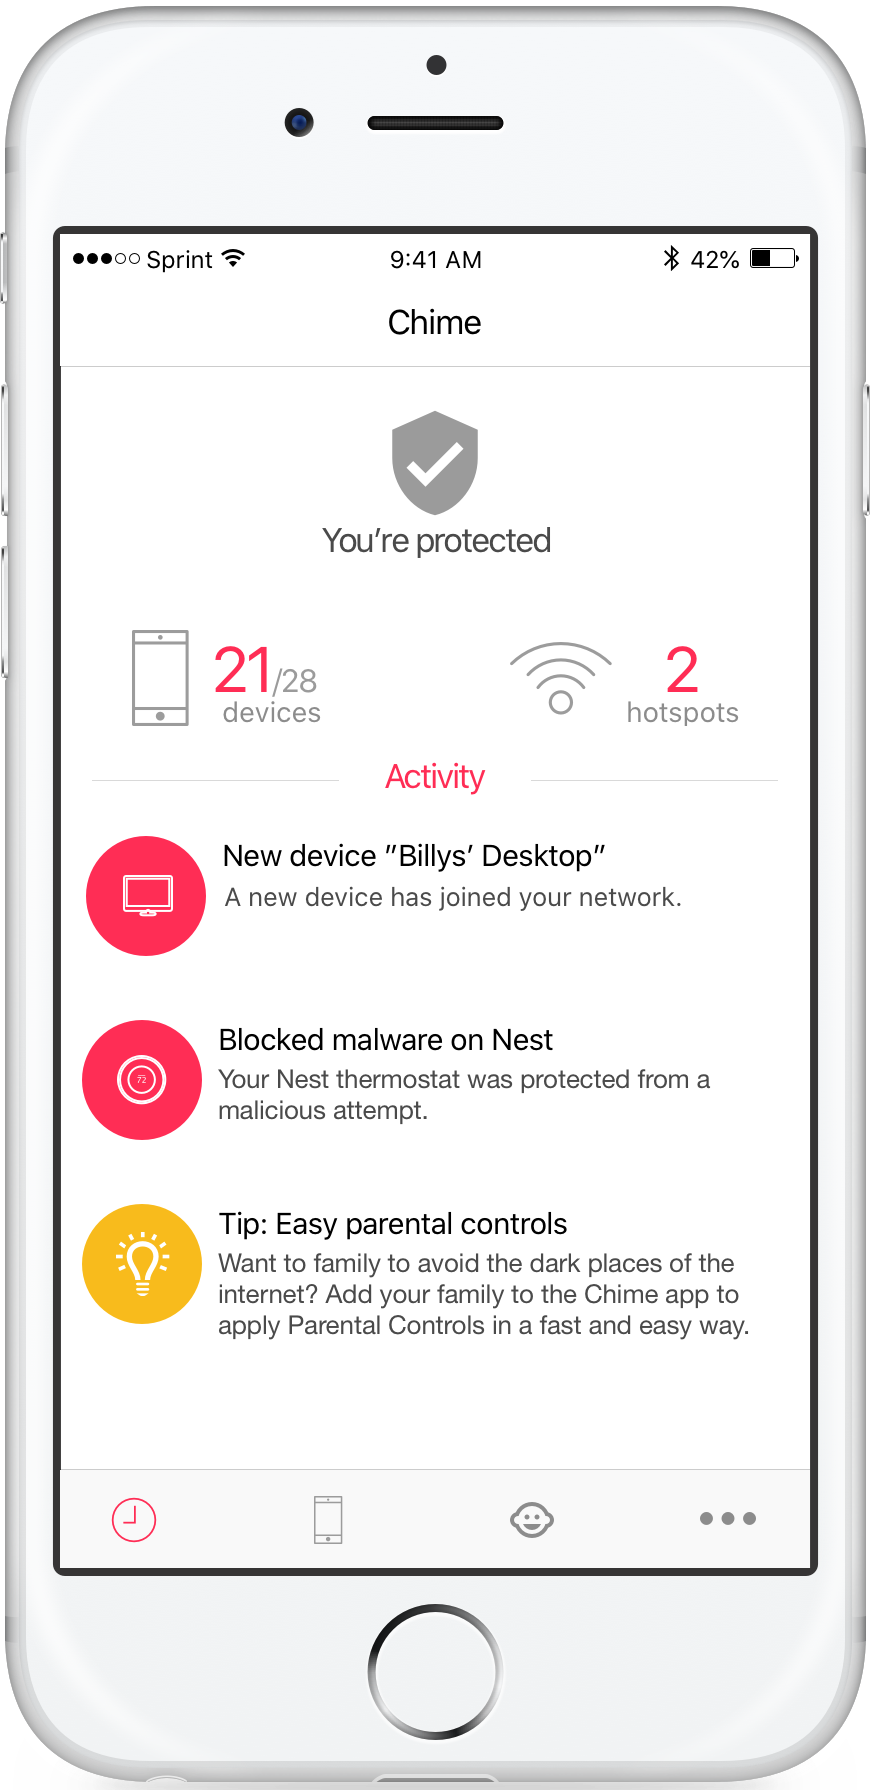 Sprint 9:41 AM 42%
Chime
You're protected
21/28
devices
2
hotspots
Activity
New device "Billys' Desktop"
A new device has joined your network.
72
Blocked malware on Nest
Your Nest thermostat was protected from a
malicious attempt.
Tip: Easy parental controls
Want to family to avoid the dark places of the
internet? Add your family to the Chime app to
apply Parental Controls in a fast and easy way.